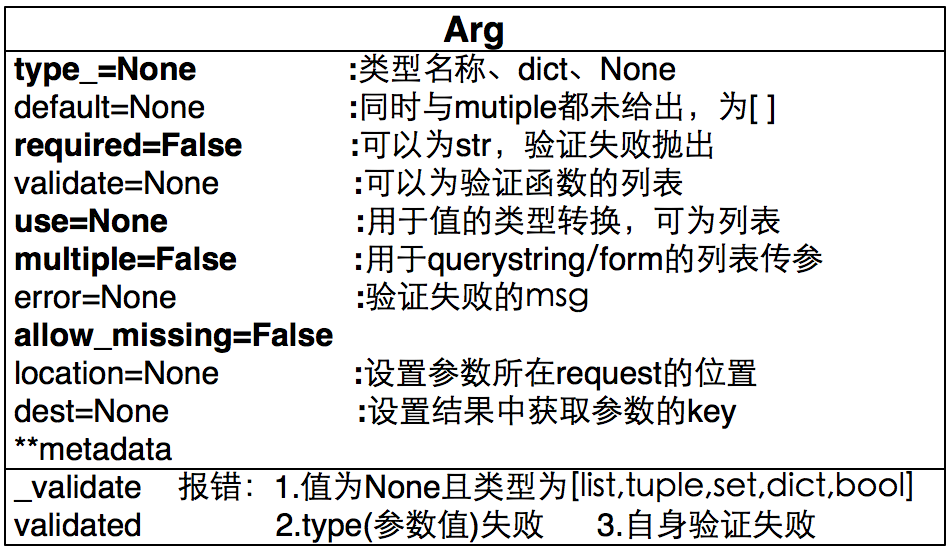 Arg
type_=None :类型名称、dict、None
default=None :同时与mutiple都未给出，为[ ]
required=False :可以为str，验证失败抛出
validate=None :可以为验证函数的列表
use=None :用于值的类型转换，可为列表
multiple=False :用于querystring/form的列表传参
error=None :验证失败的msg
allow_missing=False
location=None :设置参数所在request的位置
dest=None :设置结果中获取参数的key
**metadata
_validate 报错：1.值为None且类型为[list,tuple,set,dict,bool]
validated 2.type(参数值)失败 3.自身验证失败